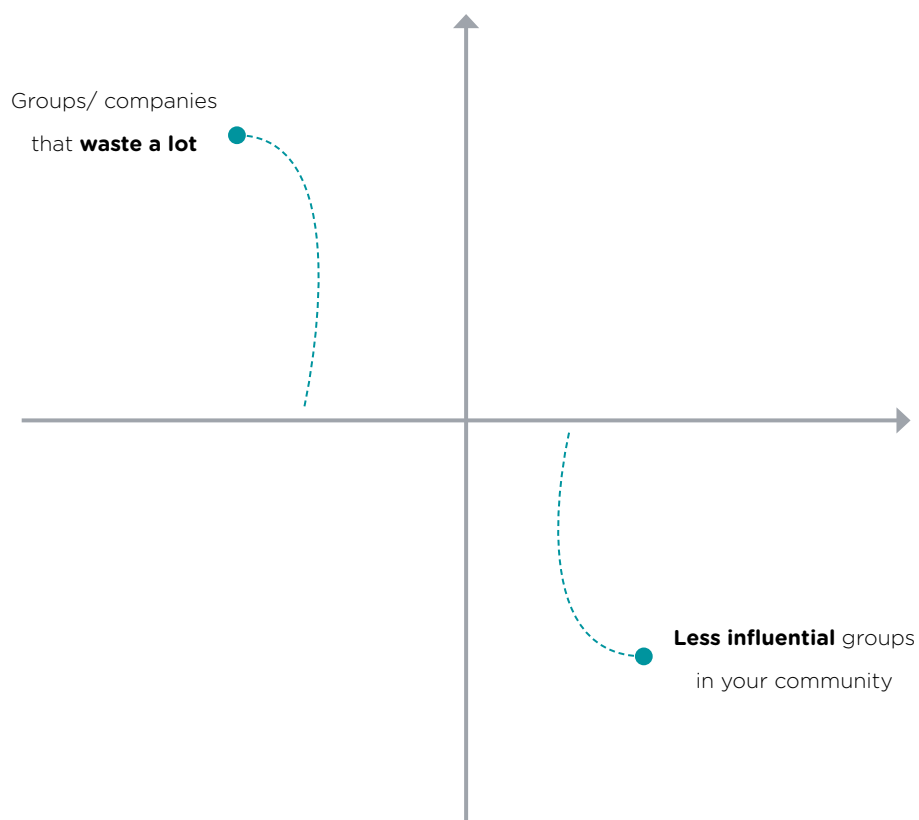 Groups/ companies
that waste a lot
Less influential groups
in your community